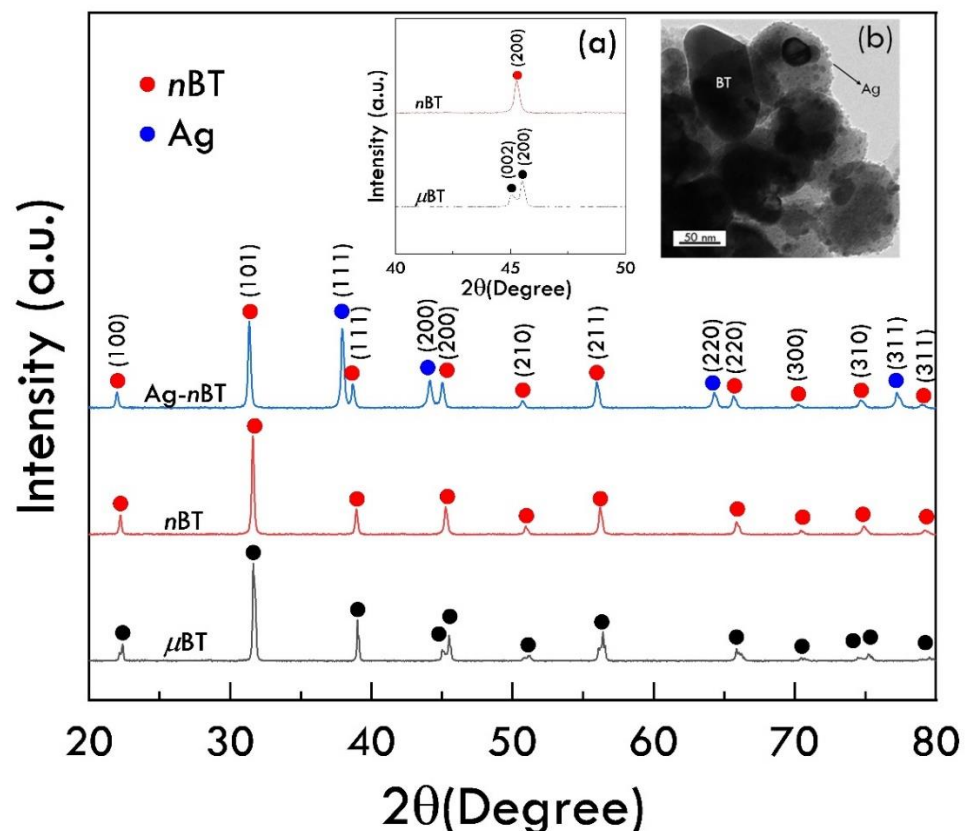 nBT
Ag
Intensity (a.u.)
(a)
(200)
nBT
(002)
(200)
μBT
Intensity (a.u.)
40
45
50
2θ(Degree)
(b)
BT
Ag
50 nm
(100)
(101)
(111)
(111)
(200)
(200)
(210)
(211)
(220)
(220)
(300)
(310)
(311)
(311)
Ag-nBT
nBT
μBT
20 30 40 50 60 70 80
2θ(Degree)